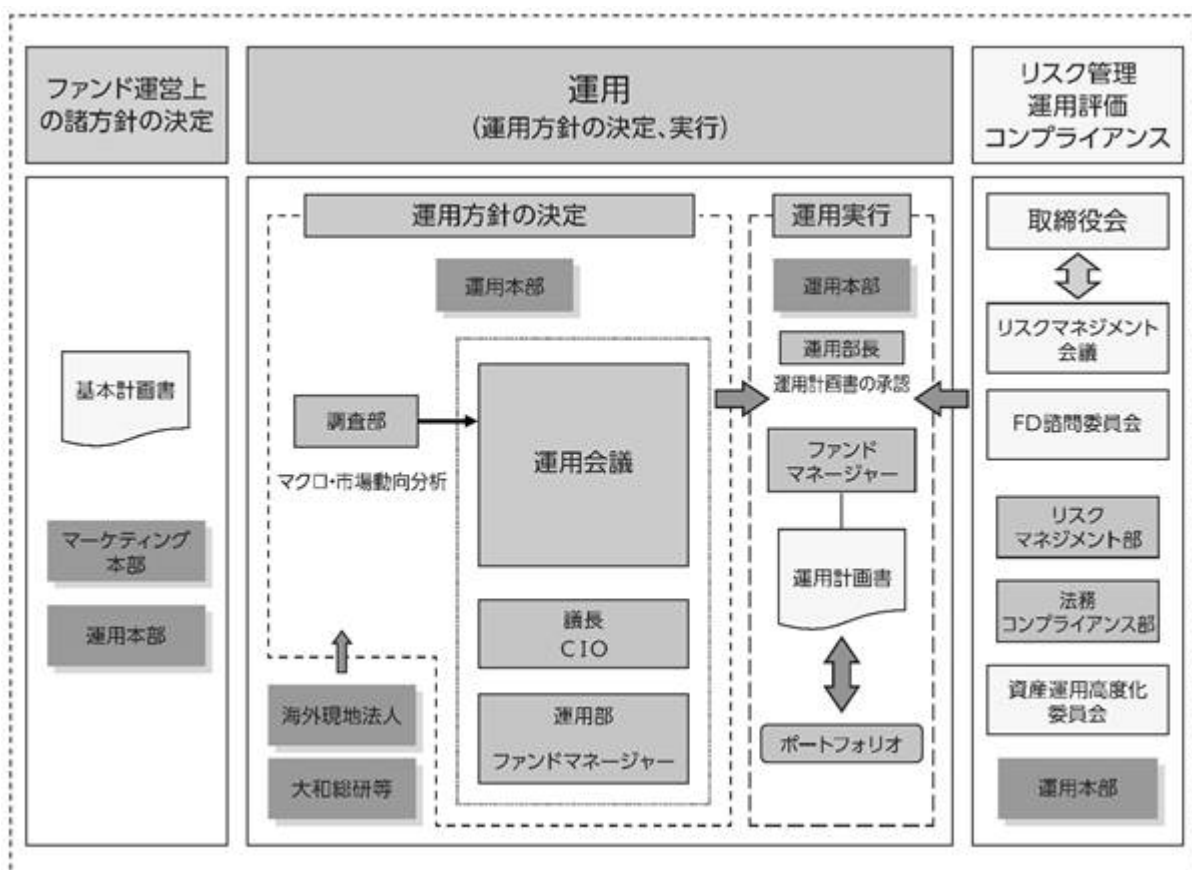 ファンド運営上
の諸方針の決定
基本計画書
マーケティング
本部
運用本部
運用
(運用方針の決定、実行)
運用方針の決定
運用本部
調査部
マクロ・市場動向分析
運用会議
議長
CIO
運用部
ファンドマネージャー
海外現地法人
大和総研等
運用実行
運用本部
運用部長
運用計画書の承認
ファンド
マネージャー
運用計画書
ポートフォリオ
リスク管理
運用評価
コンプライアンス
取締役会
リスクマネジメント
会議
FD諮問委員会
リスク
マネジメント部
法務
コンプライアンス部
資産運用高度化
委員会
運用本部